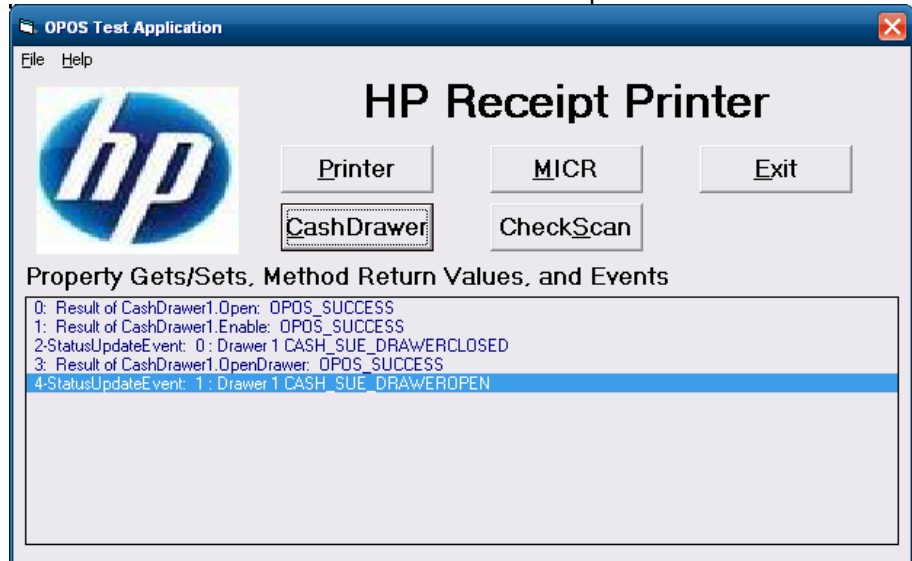 OPOS Test Application
File Help
hp
HP Receipt Printer
Printer MICR Exit
CashDrawer CheckScan
Property Gets/Sets, Method Return Values, and Events
0: Result of CashDrawer1.Open: OPOS_SUCCESS
1: Result of CashDrawer1.Enable: OPOS_SUCCESS
2-StatusUpdateEvent: 0 : Drawer 1 CASH_SUE_DRAWERCLOSED
3: Result of CashDrawer1.OpenDrawer: OPOS_SUCCESS
4-StatusUpdateEvent: 1 : Drawer 1 CASH_SUE_DRAWEROPEN